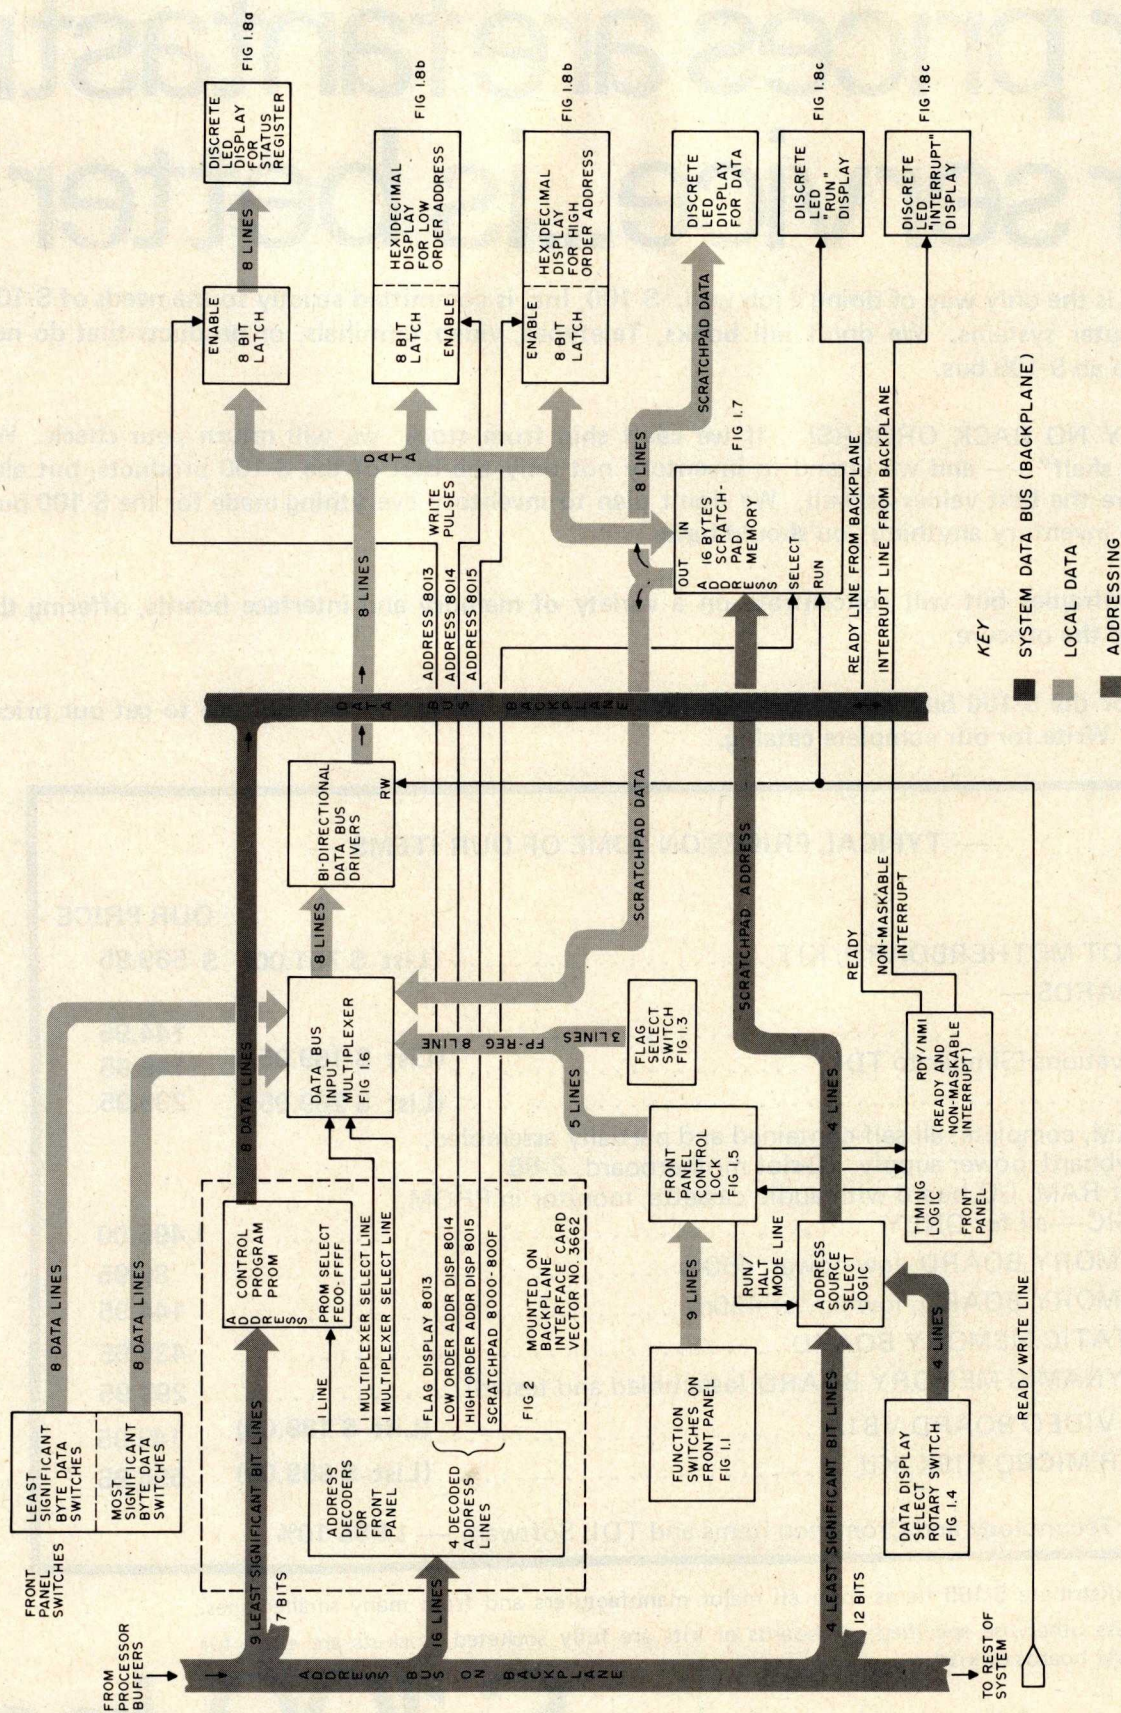 FROM
PROCESSOR
BUFFERS
FRONT
PANEL
SWITCHES
LEAST
SIGNIFICANT
BYTE DATA
SWITCHES
MOST
SIGNIFICANT
BYTE DATA
SWITCHES
8 DATA LINES
8 DATA LINES
9 LEAST SIGNIFICANT BIT LINES
7 BITS
16 LINES
ADDRESS BUS ON BACKPLANE
4 LEAST SIGNIFICANT BIT LINES
12 BITS
TO REST OF
SYSTEM
ADDRESS
DECODERS
FOR
FRONT
PANEL
4 DECODED
ADDRESS
LINES
1 LINE
PROM SELECT
FE00-FFFF
ADDRESS
CONTROL
PROGRAM
PROM
MULTIPLEXER SELECT LINE
MULTIPLEXER SELECT LINE
FLAG DISPLAY 8013
LOW ORDER ADDR DISP 8014
HIGH ORDER ADDR DISP 8015
SCRATCHPAD 8000-800F
FIG 1.2
MOUNTED ON
BACKPLANE
INTERFACE CARD
VECTOR NO. 3662
8 DATA LINES
DATA BUS
INPUT
MULTIPLEXER
FIG 1.6
8 LINES
BI-DIRECTIONAL
DATA BUS
DRIVERS
RW
FP-REG 8 LINE
3 LINES
5 LINES
FLAG
SELECT
SWITCH
FIG 1.3
FUNCTION
SWITCHES ON
FRONT PANEL
FIG 1.1
9 LINES
FRONT
PANEL
CONTROL
LOCK
FIG 1.5
RUN/
HALT
MODE LINE
ADDRESS
SOURCE
SELECT
LOGIC
DATA DISPLAY
SELECT
ROTARY SWITCH
FIG 1.4
4 LINES
4 LINES
TIMING
LOGIC
FRONT
PANEL
RDY/NMI
(READY AND
NON-MASKABLE
INTERRUPT)
READY
NON-MASKABLE
INTERRUPT
READ/WRITE LINE
SCRATCHPAD DATA
SCRATCHPAD ADDRESS
DATA BUS BACKPLANE
8 LINES
ADDRESS 8013
ADDRESS 8014
ADDRESS 8015
WRITE
PULSES
DATA
OUT
IN
ADDRESS
16 BYTES
SCRATCH-
PAD
MEMORY
FIG 1.7
SELECT
RUN
READY LINE FROM BACKPLANE
INTERRUPT LINE FROM BACKPLANE
8 LINES
SCRATCHPAD DATA
ENABLE
8 BIT
LATCH
8 LINES
DISCRETE
LED
DISPLAY
FOR
STATUS
REGISTER
FIG 1.8a
8 BIT
LATCH
ENABLE
HEXIDECIMAL
DISPLAY
FOR LOW
ORDER ADDRESS
FIG 1.8b
ENABLE
8 BIT
LATCH
HEXIDECIMAL
DISPLAY
FOR HIGH
ORDER ADDRESS
FIG 1.8b
DISCRETE
LED
DISPLAY
FOR DATA
DISCRETE
LED
"RUN"
DISPLAY
FIG 1.8c
DISCRETE
LED
"INTERRUPT"
DISPLAY
FIG 1.8c
KEY
SYSTEM DATA BUS (BACKPLANE)
LOCAL DATA
ADDRESSING